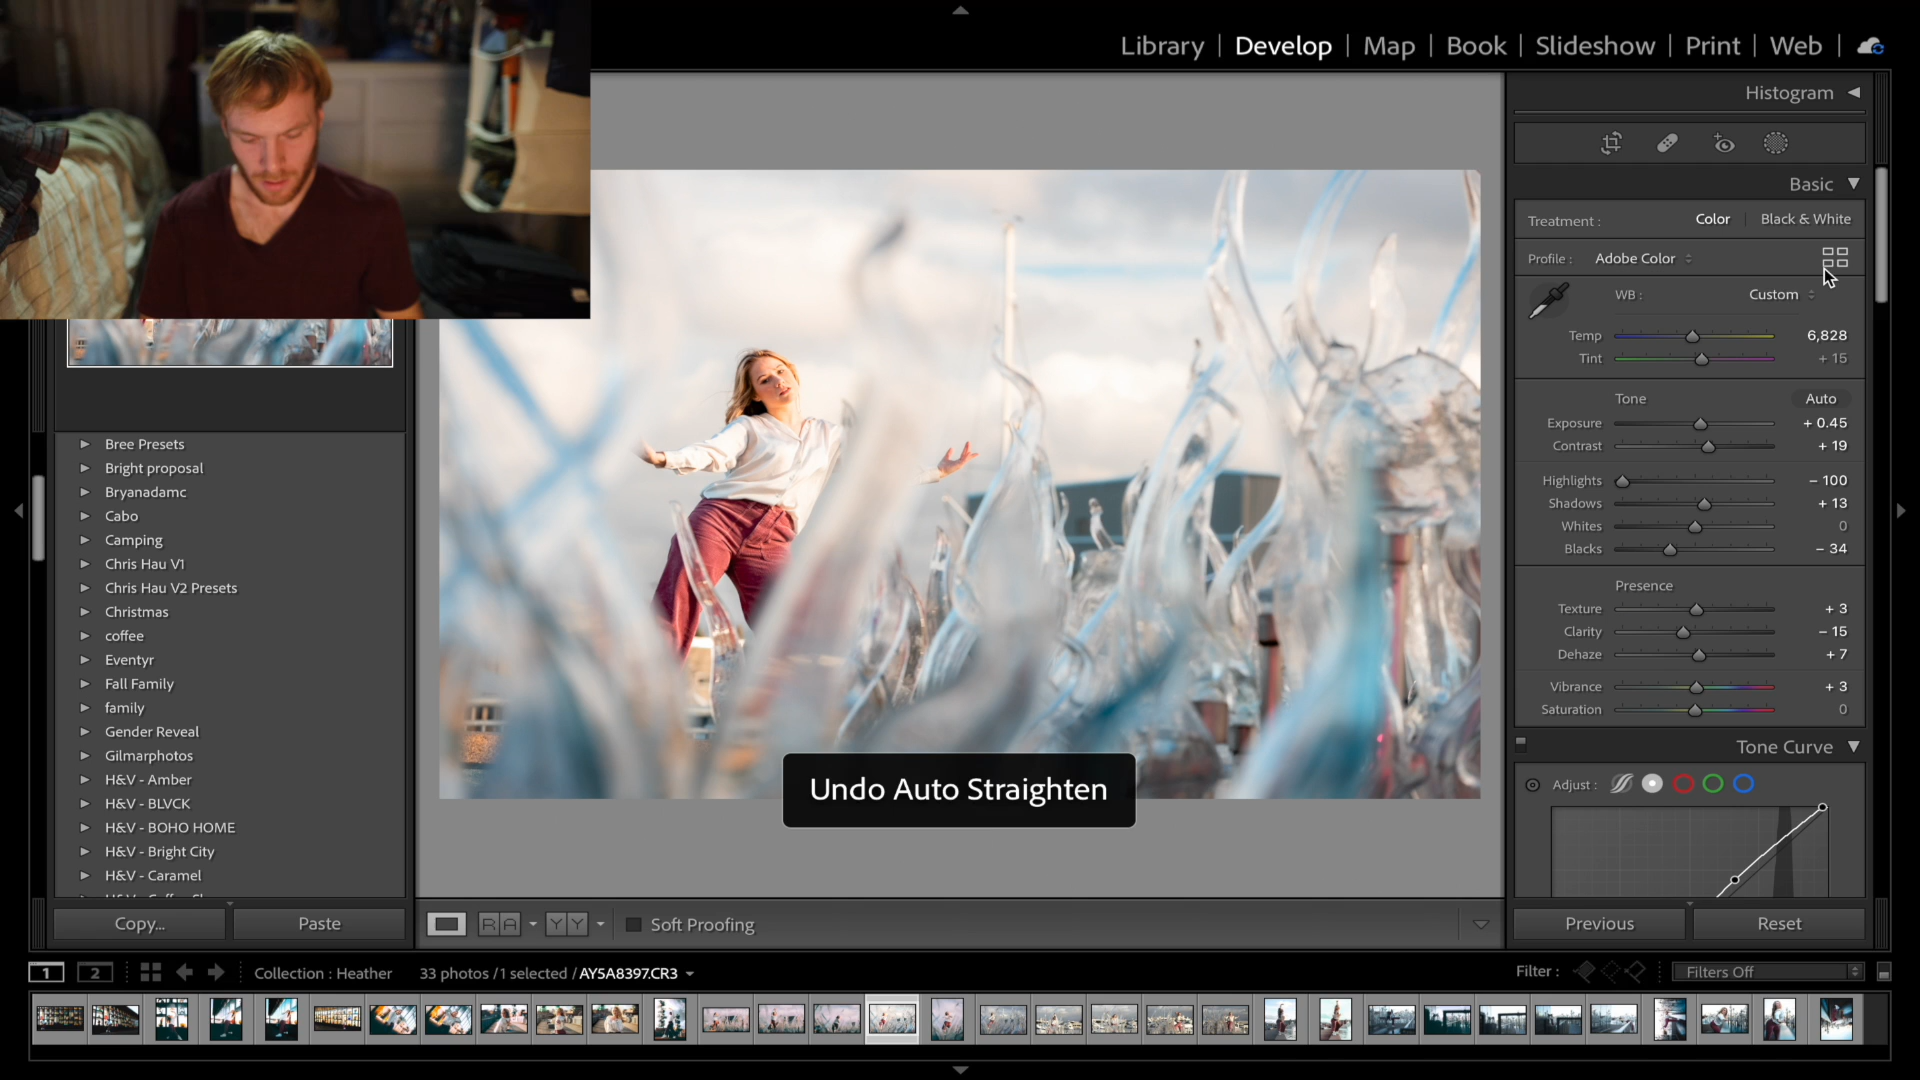 Library | Develop | Map | Book | Slideshow | Print | Web |
Histogram
Basic
Treatment : Color Black & White
Profile : Adobe Color
WB : Custom
Temp 6,828
Tint + 15
Tone Auto
Exposure + 0.45
Contrast + 19
Highlights − 100
Shadows + 13
Whites 0
Blacks − 34
Presence
Texture + 3
Clarity − 15
Dehaze + 7
Vibrance + 3
Saturation 0
Tone Curve
Adjust :
Previous Reset
Bree Presets
Bright proposal
Bryanadamc
Cabo
Camping
Chris Hau V1
Chris Hau V2 Presets
Christmas
coffee
Eventyr
Fall Family
family
Gender Reveal
Gilmarphotos
H&V - Amber
H&V - BLVCK
H&V - BOHO HOME
H&V - Bright City
H&V - Caramel
Copy... Paste
Undo Auto Straighten
R A Y Y Soft Proofing
1 2 Collection : Heather 33 photos / 1 selected / AY5A8397.CR3 Filter : Filters Off